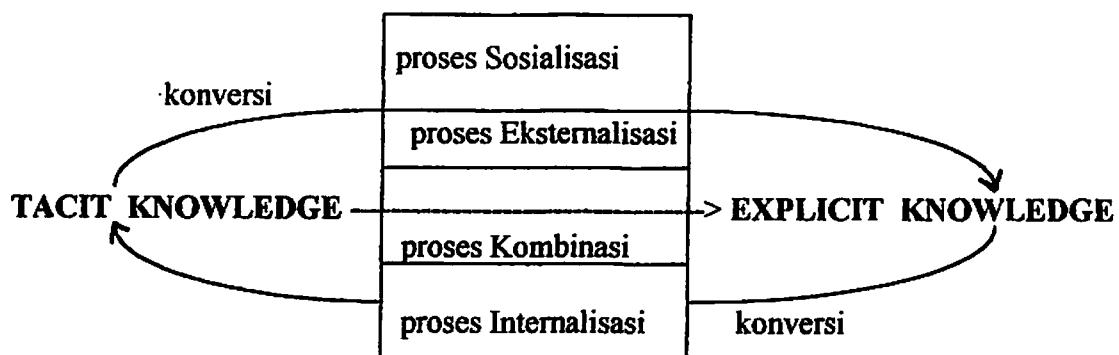 proses Sosialisasi
konversi
proses Eksternalisasi
TACIT KNOWLEDGE -----> EXPLICIT KNOWLEDGE
proses Kombinasi
proses Internalisasi konversi